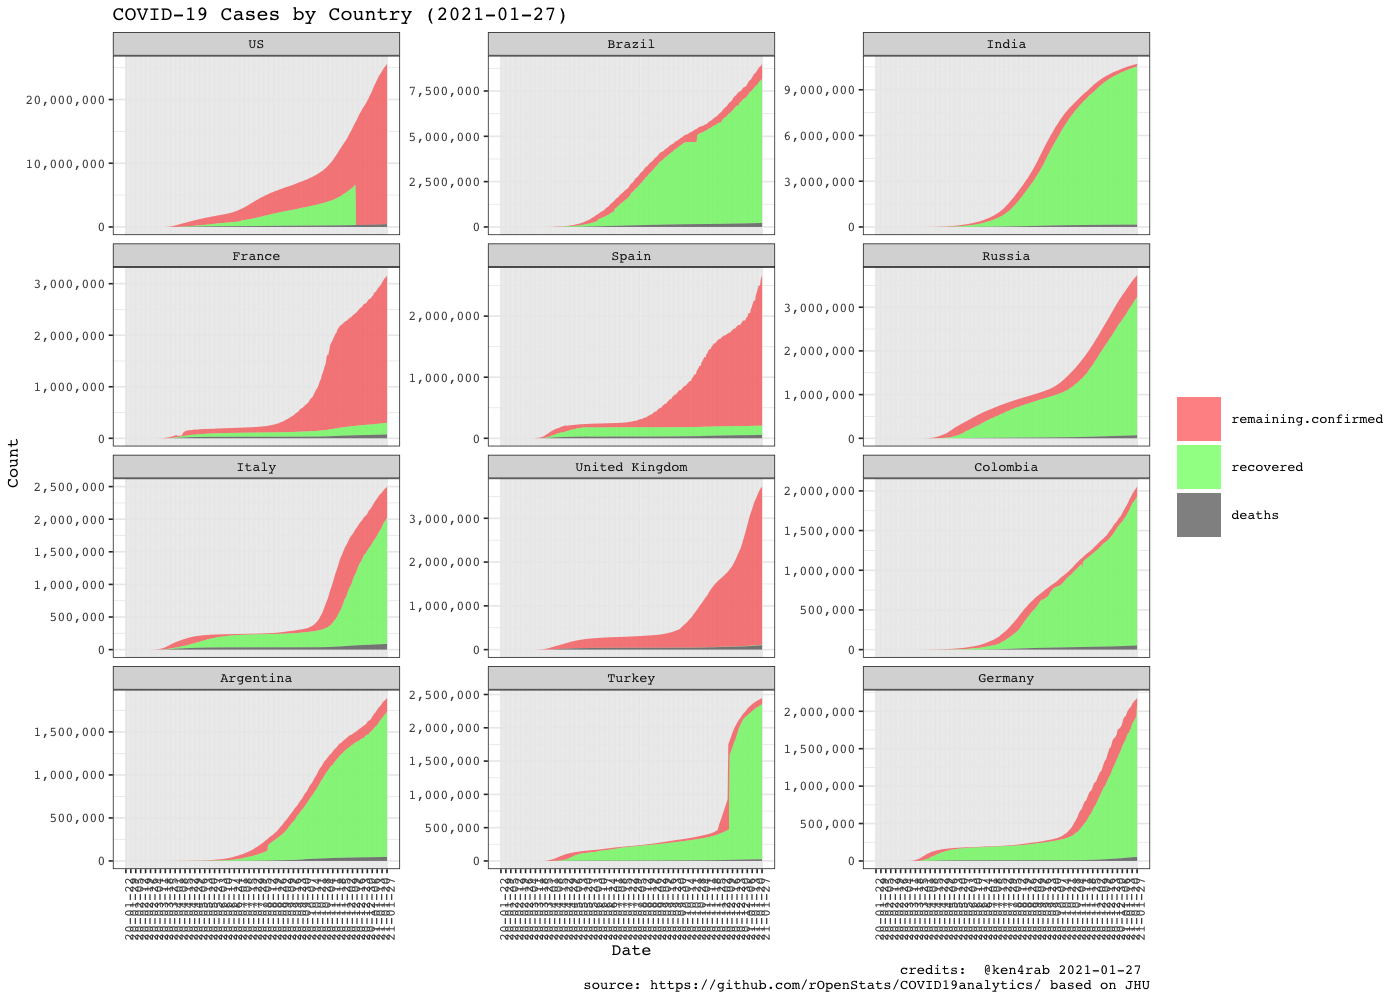 COVID-19 Cases by Country (2021-01-27)
US
Brazil
India
20,000,000
10,000,000
0
7,500,000
5,000,000
2,500,000
0
9,000,000
6,000,000
3,000,000
0
France
Spain
Russia
3,000,000
2,000,000
1,000,000
0
2,000,000
1,000,000
0
3,000,000
2,000,000
1,000,000
0
Italy
United Kingdom
Colombia
2,500,000
2,000,000
1,500,000
1,000,000
500,000
0
3,000,000
2,000,000
1,000,000
0
2,000,000
1,500,000
1,000,000
500,000
0
Argentina
Turkey
Germany
1,500,000
1,000,000
500,000
0
2,500,000
2,000,000
1,500,000
1,000,000
500,000
0
2,000,000
1,500,000
1,000,000
500,000
0
Count
Date
remaining.confirmed
recovered
deaths
credits:  @ken4rab 2021-01-27
source: https://github.com/rOpenStats/COVID19analytics/ based on JHU